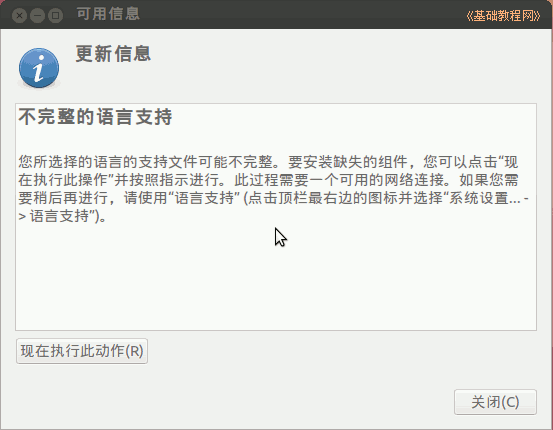 可用信息
《基础教程网》
更新信息
不完整的语言支持
您所选择的语言的支持文件可能不完整。要安装缺失的组件，您可以点击“现
在执行此操作”并按照指示进行。此过程需要一个可用的网络连接。如果您需
要稍后再进行，请使用“语言支持” (点击顶栏最右边的图标并选择“系统设置... -
> 语言支持”)。
现在执行此动作(R)
关闭(C)